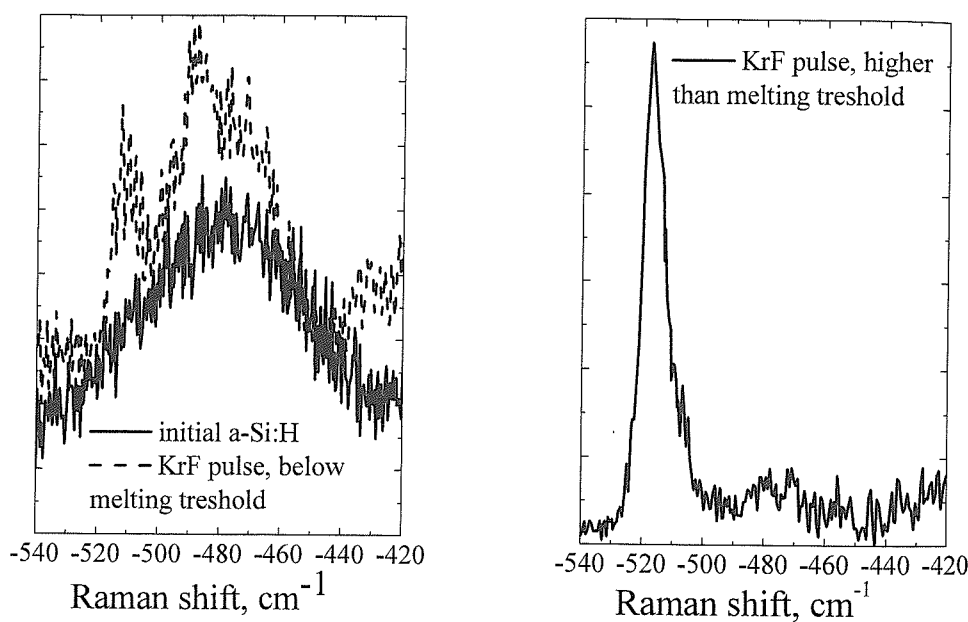 initial a-Si:H
KrF pulse, below
melting treshold
-540 -520 -500 -480 -460 -440 -420
Raman shift, cm-1
KrF pulse, higher
than melting treshold
-540 -520 -500 -480 -460 -440 -420
Raman shift, cm-1